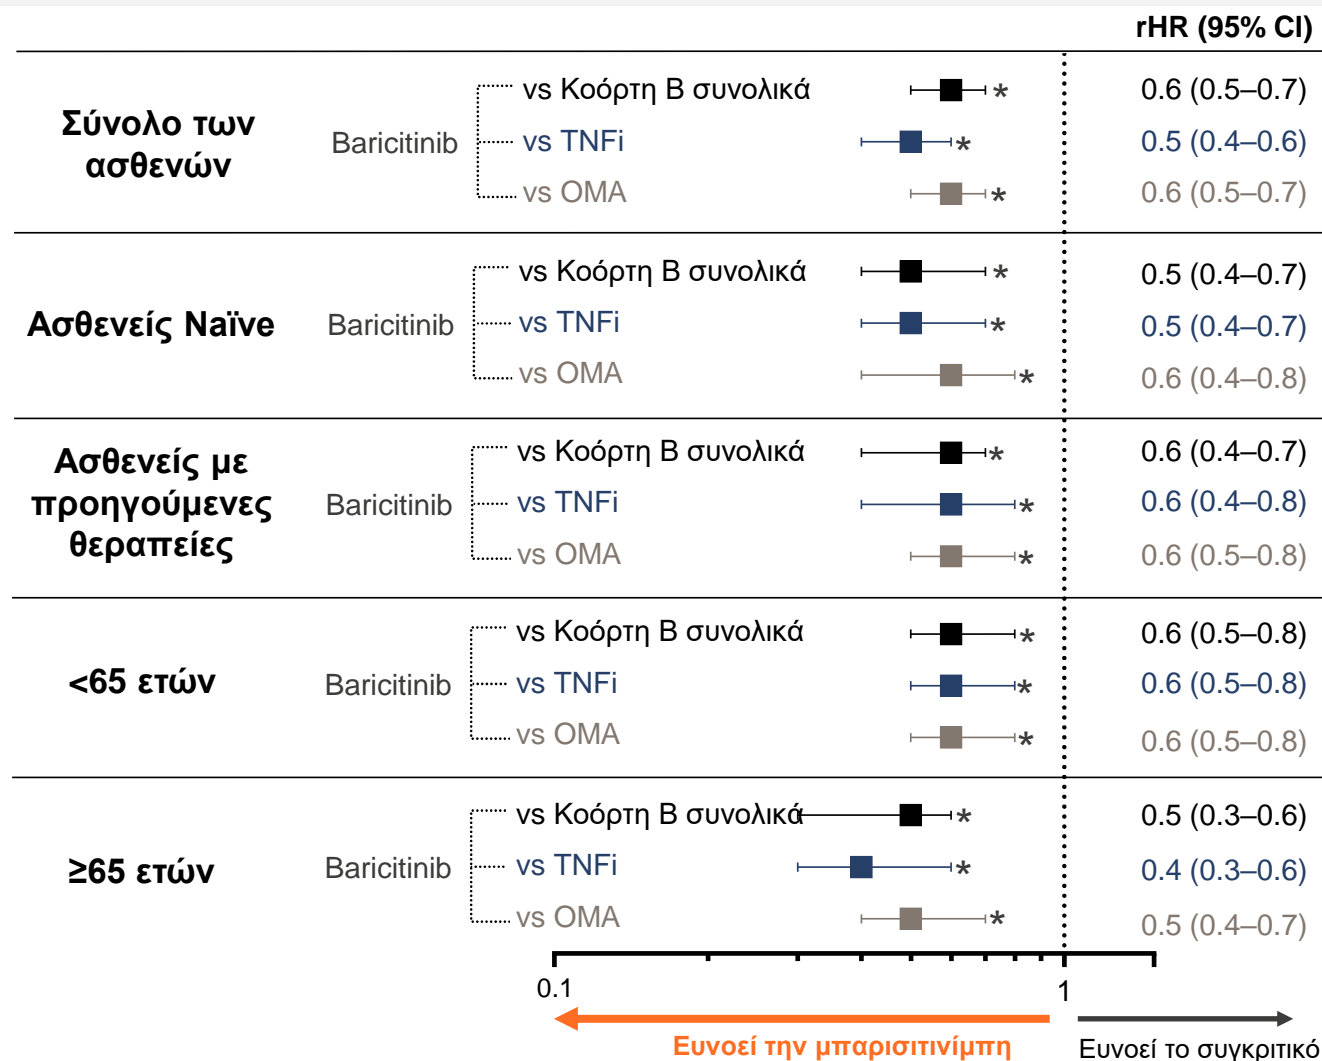 rHR (95% CI)
Σύνολο των
ασθενών
Baricitinib
vs Κοόρτη Β συνολικά * 0.6 (0.5–0.7)
vs TNFi * 0.5 (0.4–0.6)
vs OMA * 0.6 (0.5–0.7)
Ασθενείς Naïve
Baricitinib
vs Κοόρτη Β συνολικά * 0.5 (0.4–0.7)
vs TNFi * 0.5 (0.4–0.7)
vs OMA * 0.6 (0.4–0.8)
Ασθενείς με
προηγούμενες
θεραπείες
Baricitinib
vs Κοόρτη Β συνολικά * 0.6 (0.4–0.7)
vs TNFi * 0.6 (0.4–0.8)
vs OMA * 0.6 (0.5–0.8)
<65 ετών
Baricitinib
vs Κοόρτη Β συνολικά * 0.6 (0.5–0.8)
vs TNFi * 0.6 (0.5–0.8)
vs OMA * 0.6 (0.5–0.8)
≥65 ετών
Baricitinib
vs Κοόρτη Β συνολικά * 0.5 (0.3–0.6)
vs TNFi * 0.4 (0.3–0.6)
vs OMA * 0.5 (0.4–0.7)
0.1 1
Ευνοεί την μπαρισιτινίμπη Ευνοεί το συγκριτικό